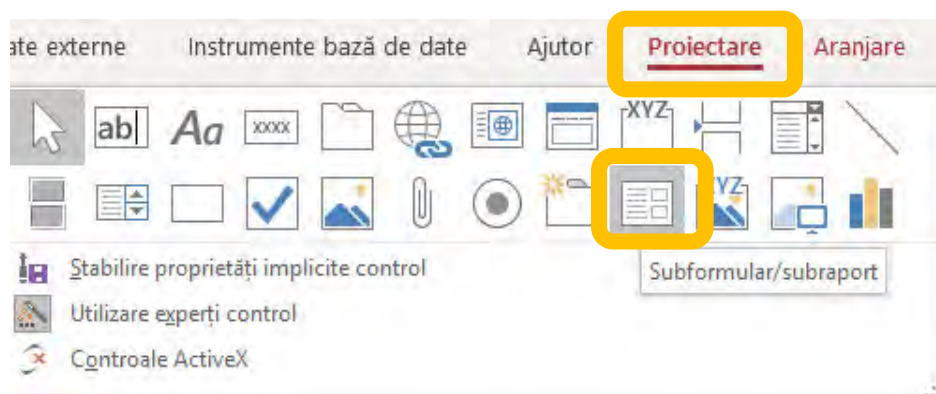 ate externe Instrumente bază de date Ajutor Proiectare Aranjare
ab Aa xxxx XYZ
XYZ
Stabilire proprietăți implicite control
Subformular/subraport
Utilizare experți control
Controale ActiveX